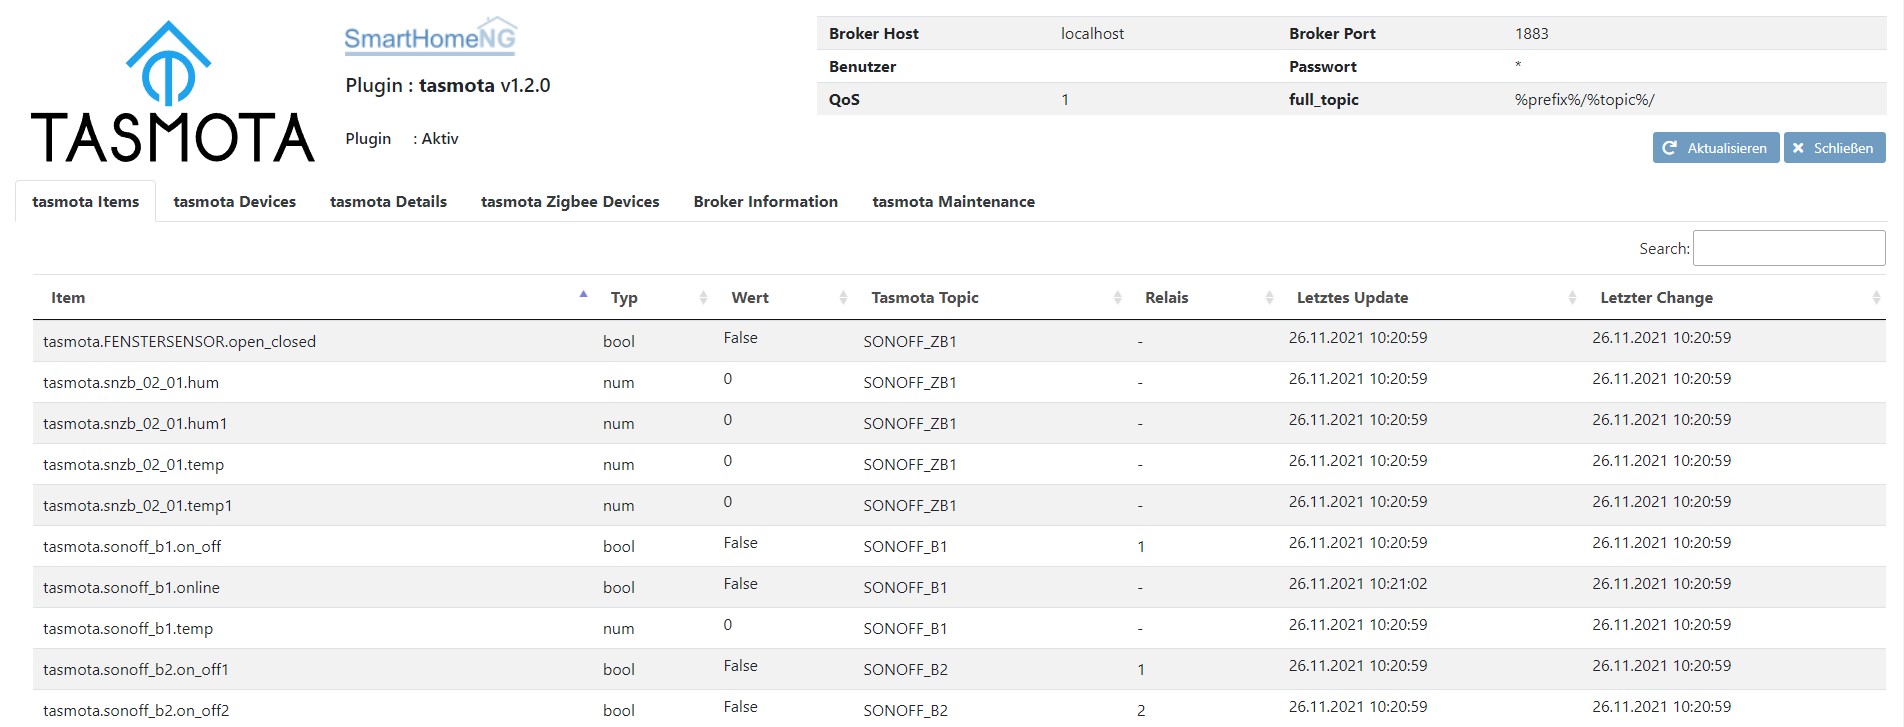 TASMOTA
SmartHomeNG
Plugin : tasmota v1.2.0
Plugin : Aktiv
Broker Host localhost Broker Port 1883
Benutzer Passwort *
QoS 1 full_topic %prefix%/%topic%/
Aktualisieren Schließen
tasmota Items tasmota Devices tasmota Details tasmota Zigbee Devices Broker Information tasmota Maintenance
Search:
Item Typ Wert Tasmota Topic Relais Letztes Update Letzter Change
tasmota.FENSTERSENSOR.open_closed bool False SONOFF_ZB1 - 26.11.2021 10:20:59 26.11.2021 10:20:59
tasmota.snzb_02_01.hum num 0 SONOFF_ZB1 - 26.11.2021 10:20:59 26.11.2021 10:20:59
tasmota.snzb_02_01.hum1 num 0 SONOFF_ZB1 - 26.11.2021 10:20:59 26.11.2021 10:20:59
tasmota.snzb_02_01.temp num 0 SONOFF_ZB1 - 26.11.2021 10:20:59 26.11.2021 10:20:59
tasmota.snzb_02_01.temp1 num 0 SONOFF_ZB1 - 26.11.2021 10:20:59 26.11.2021 10:20:59
tasmota.sonoff_b1.on_off bool False SONOFF_B1 1 26.11.2021 10:20:59 26.11.2021 10:20:59
tasmota.sonoff_b1.online bool False SONOFF_B1 - 26.11.2021 10:21:02 26.11.2021 10:20:59
tasmota.sonoff_b1.temp num 0 SONOFF_B1 - 26.11.2021 10:20:59 26.11.2021 10:20:59
tasmota.sonoff_b2.on_off1 bool False SONOFF_B2 1 26.11.2021 10:20:59 26.11.2021 10:20:59
tasmota.sonoff_b2.on_off2 bool False SONOFF_B2 2 26.11.2021 10:20:59 26.11.2021 10:20:59